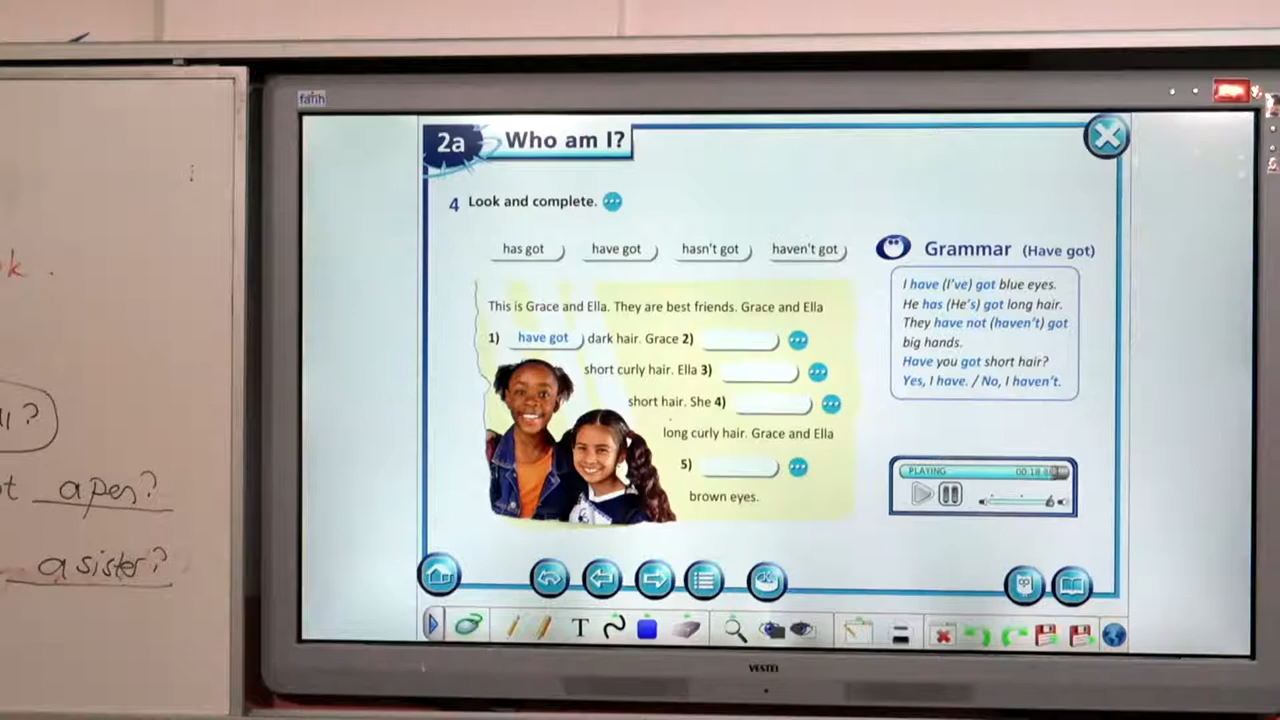 fatih
2a Who am I?
4 Look and complete.
has got have got hasn't got haven't got
This is Grace and Ella. They are best friends. Grace and Ella
1) have got dark hair. Grace 2)
short curly hair. Ella 3)
short hair. She 4)
long curly hair. Grace and Ella
5)
brown eyes.
Grammar (Have got)
I have (I've) got blue eyes.
He has (He's) got long hair.
They have not (haven't) got
big hands.
Have you got short hair?
Yes, I have. / No, I haven't.
PLAYING
T
VESTEL
a pen?
a sister?